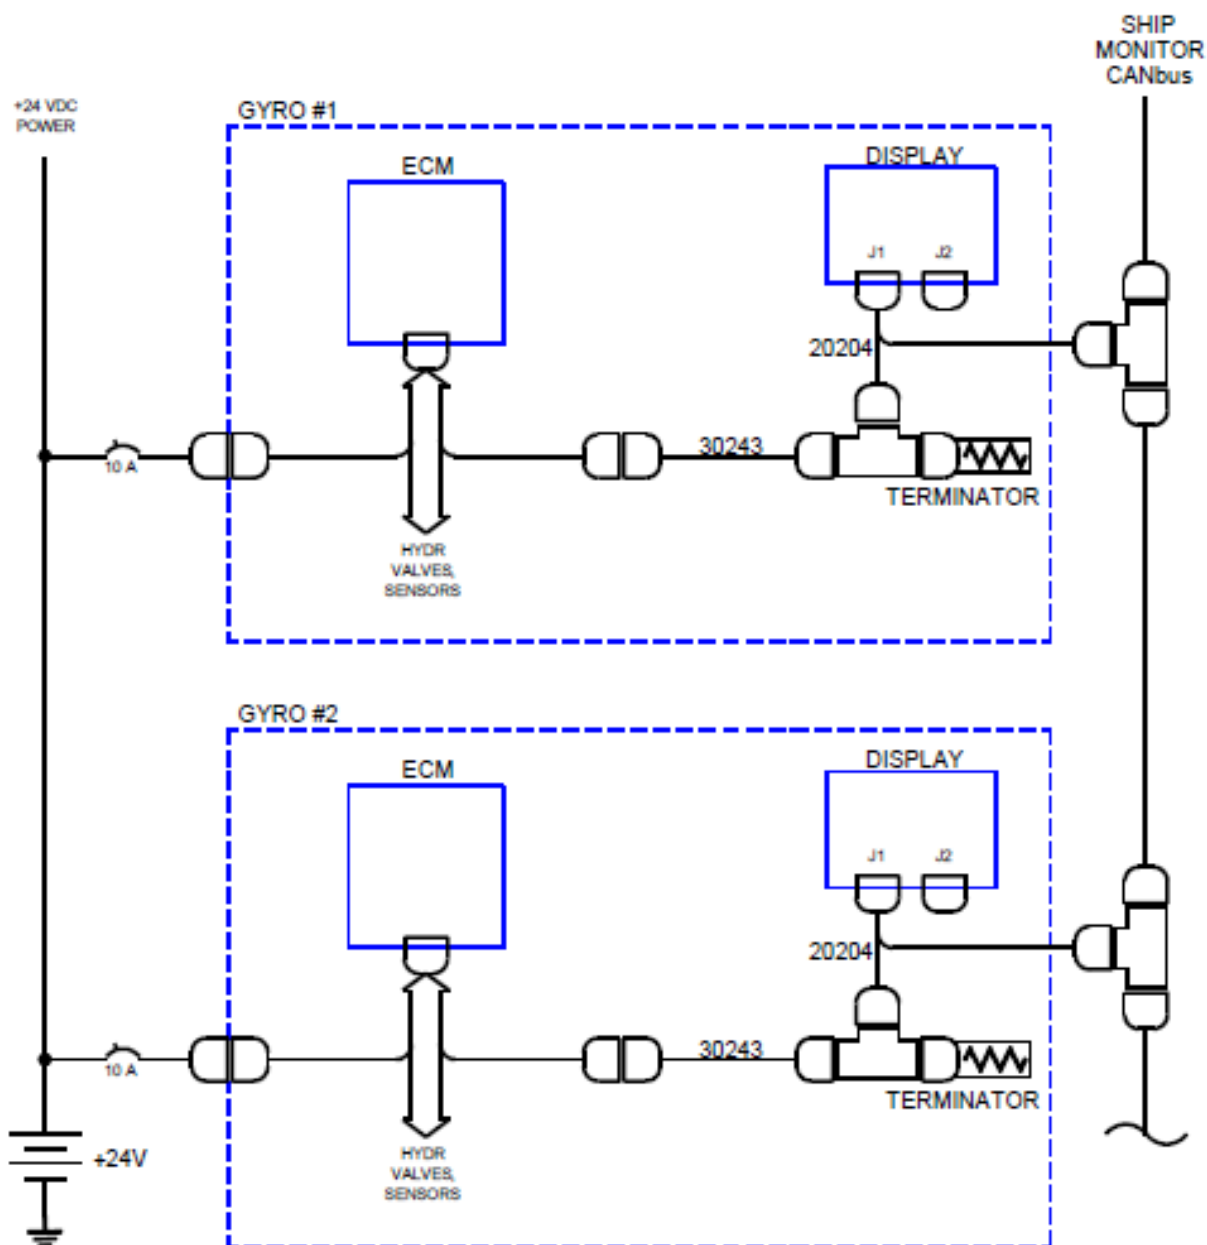 SHIP
MONITOR
CANbus
+24 VDC
POWER
GYRO #1
ECM
DISPLAY
J1
J2
20204
10 A
30243
TERMINATOR
HYDR
VALVES,
SENSORS
GYRO #2
ECM
DISPLAY
J1
J2
20204
10 A
30243
TERMINATOR
+24V
HYDR
VALVES,
SENSORS